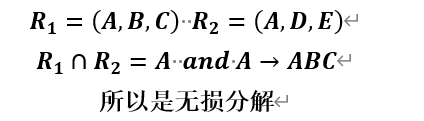 R₁ = (A, B, C)  R₂ = (A, D, E)
R₁ ∩ R₂ = A  and A → ABC
所以是无损分解